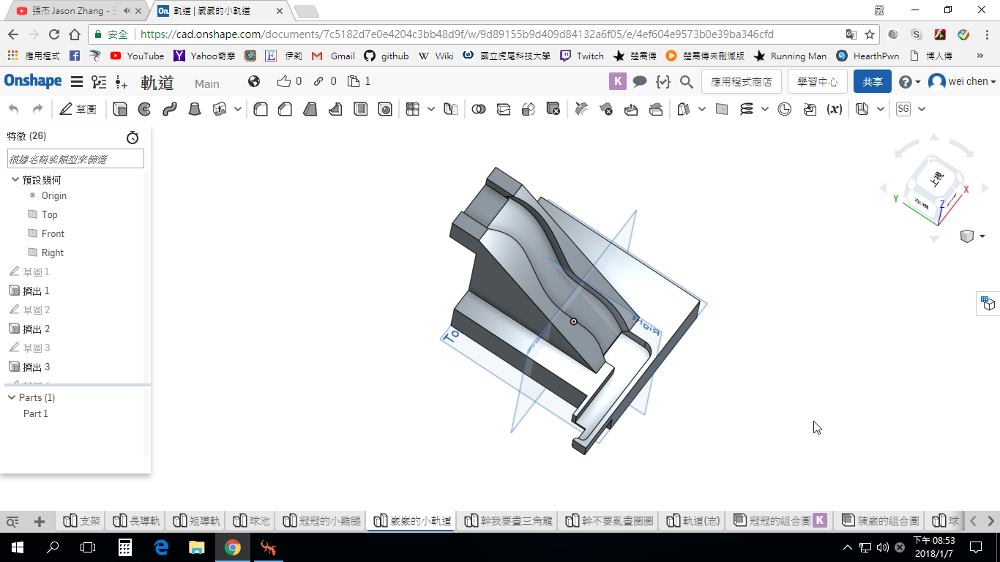 張杰 Jason Zhang - 三
軌道 | 崴崴的小軌道
安全 | https://cad.onshape.com/documents/7c5182d7e0e4204c3bb48d9f/w/9d89155b9d409d84132a6f05/e/4ef604e9573b0e39ba346cfd
應用程式 YouTube Yahoo奇摩 伊莉 Gmail github Wiki 國立虎尾科技大學 Twitch 楚喬傳 楚喬傳未刪減版 Running Man HearthPwn 博人傳 »
Onshape 軌道 Main 0 0 1 K 應用程式商店 學習中心 共享 wei chen
草圖 (x) SG
特徵 (26)
根據名稱或類型來篩選
預設幾何
Origin
Top
Front
Right
草圖 1
擠出 1
草圖 2
擠出 2
草圖 3
擠出 3
Parts (1)
Part 1
To
Right
上視
左視
X
Y
Z
支架 長導軌 短導軌 球池 冠冠的小雞腿 崴崴的小軌道 幹我要畫三角龍 幹不要亂畫圈圈 軌道(志) 冠冠的組合圖 K 陳崴的組合圖 球
下午 08:53
2018/1/7